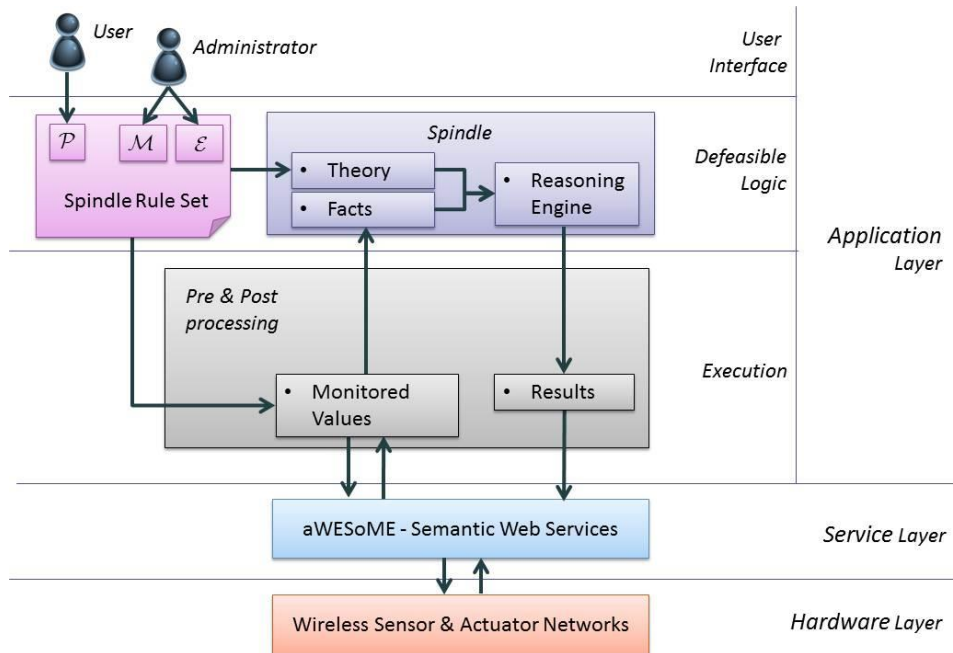 User
Administrator
User
Interface
𝒫
ℳ
ℰ
Spindle Rule Set
Spindle
• Theory
• Facts
• Reasoning
Engine
Defeasible
Logic
Application
Layer
Pre & Post
processing
• Monitored
Values
• Results
Execution
aWESoME - Semantic Web Services
Service Layer
Wireless Sensor & Actuator Networks
Hardware Layer